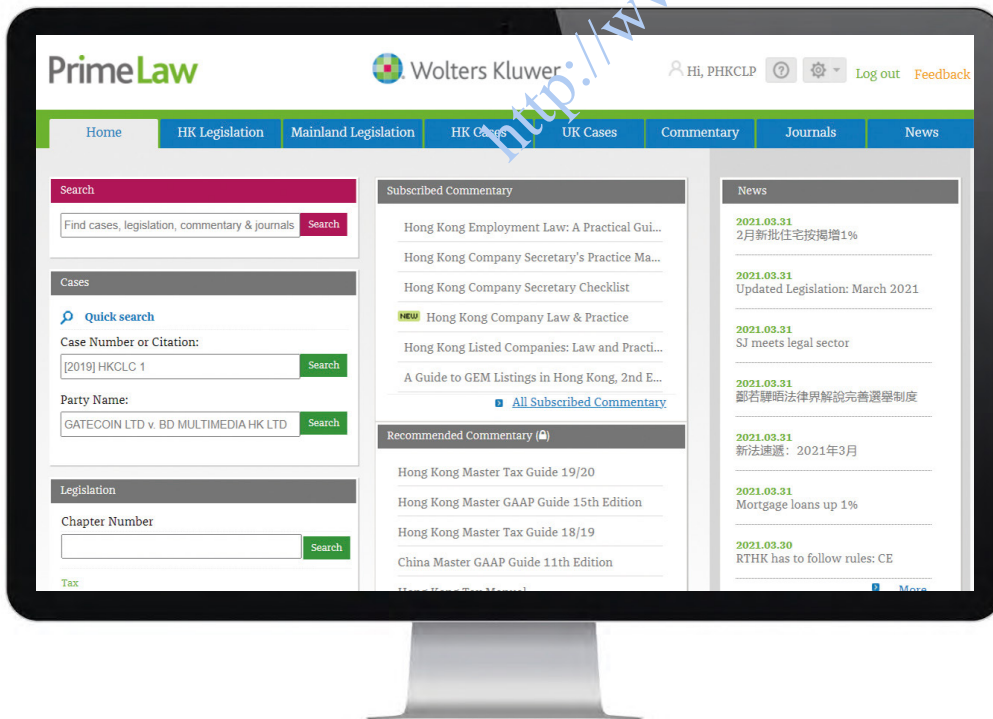 http://w
PrimeLaw
Wolters Kluwer
Hi, PHKCLP
?
Log out
Feedback
Home
HK Legislation
Mainland Legislation
HK Cases
UK Cases
Commentary
Journals
News
Search
Find cases, legislation, commentary & journals
Search
Cases
Quick search
Case Number or Citation:
[2019] HKCLC 1
Search
Party Name:
GATECOIN LTD v. BD MULTIMEDIA HK LTD
Search
Legislation
Chapter Number
Search
Tax
Subscribed Commentary
Hong Kong Employment Law: A Practical Gui...
Hong Kong Company Secretary's Practice Ma...
Hong Kong Company Secretary Checklist
NEW Hong Kong Company Law & Practice
Hong Kong Listed Companies: Law and Practi...
A Guide to GEM Listings in Hong Kong, 2nd E...
All Subscribed Commentary
Recommended Commentary
Hong Kong Master Tax Guide 19/20
Hong Kong Master GAAP Guide 15th Edition
Hong Kong Master Tax Guide 18/19
China Master GAAP Guide 11th Edition
Hong Kong Tax Manual
News
2021.03.31
2月新批住宅按揭增1%
2021.03.31
Updated Legislation: March 2021
2021.03.31
SJ meets legal sector
2021.03.31
鄭若驊晤法律界解說完善選舉制度
2021.03.31
新法速遞：2021年3月
2021.03.31
Mortgage loans up 1%
2021.03.30
RTHK has to follow rules: CE
More